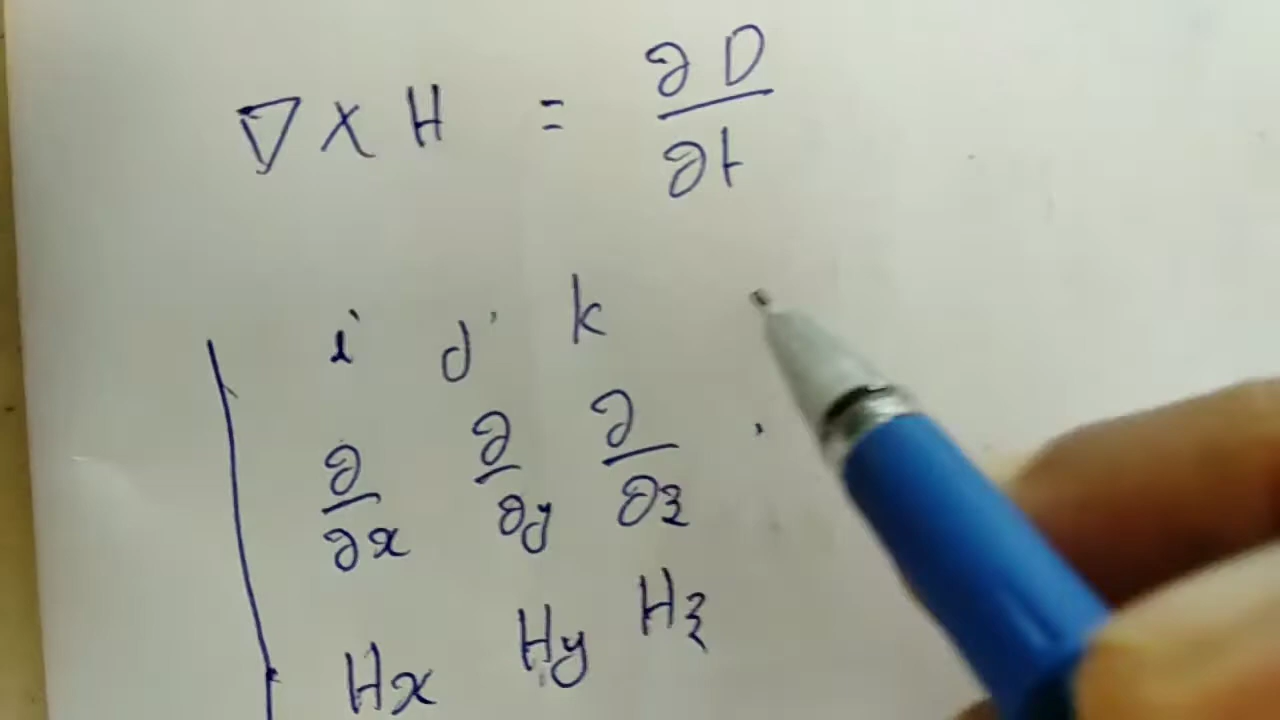 ∇ X H = ∂D/∂t
i j k
∂/∂x ∂/∂y ∂/∂z
Hx Hy Hz